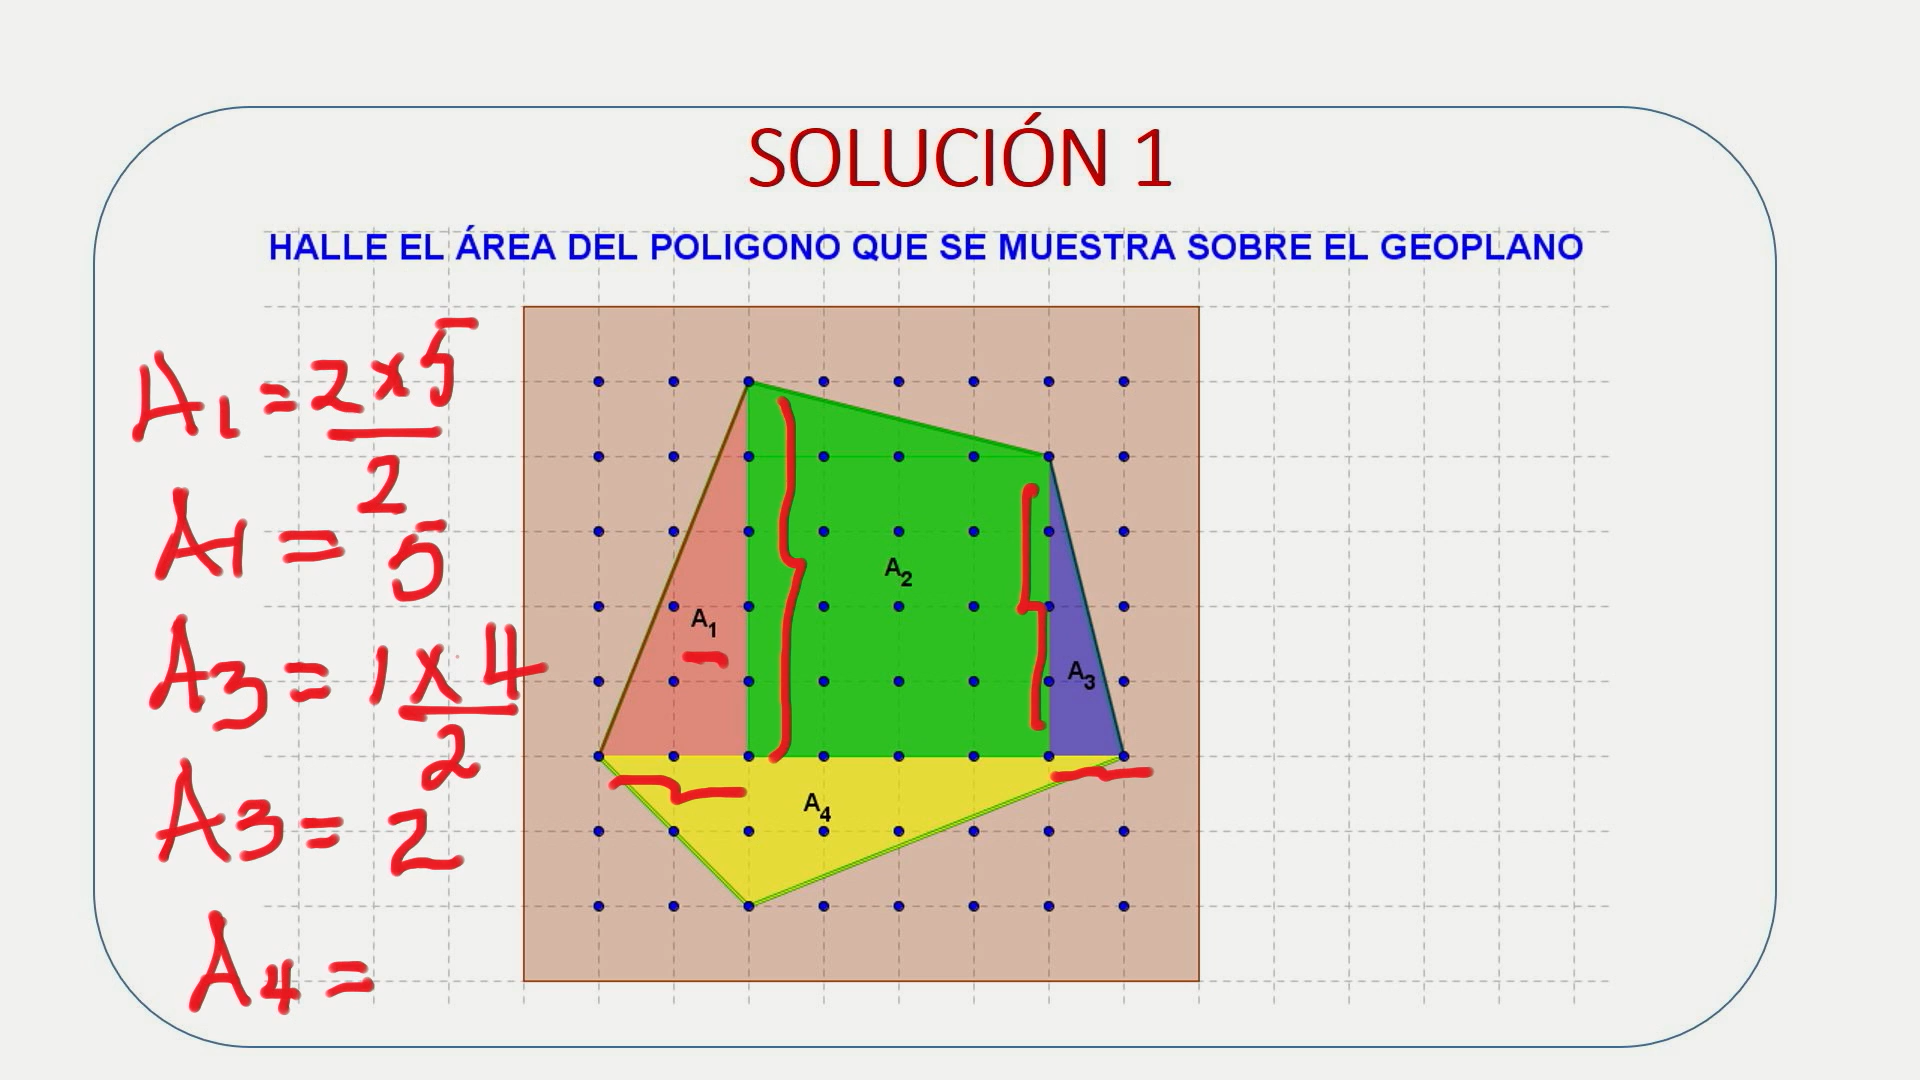 SOLUCIÓN 1
HALLE EL ÁREA DEL POLIGONO QUE SE MUESTRA SOBRE EL GEOPLANO
A1 = 2x5
2
A1 = 5
A3 = 1x4
2
A3 = 2
A4 =
A2
A1
A3
A4